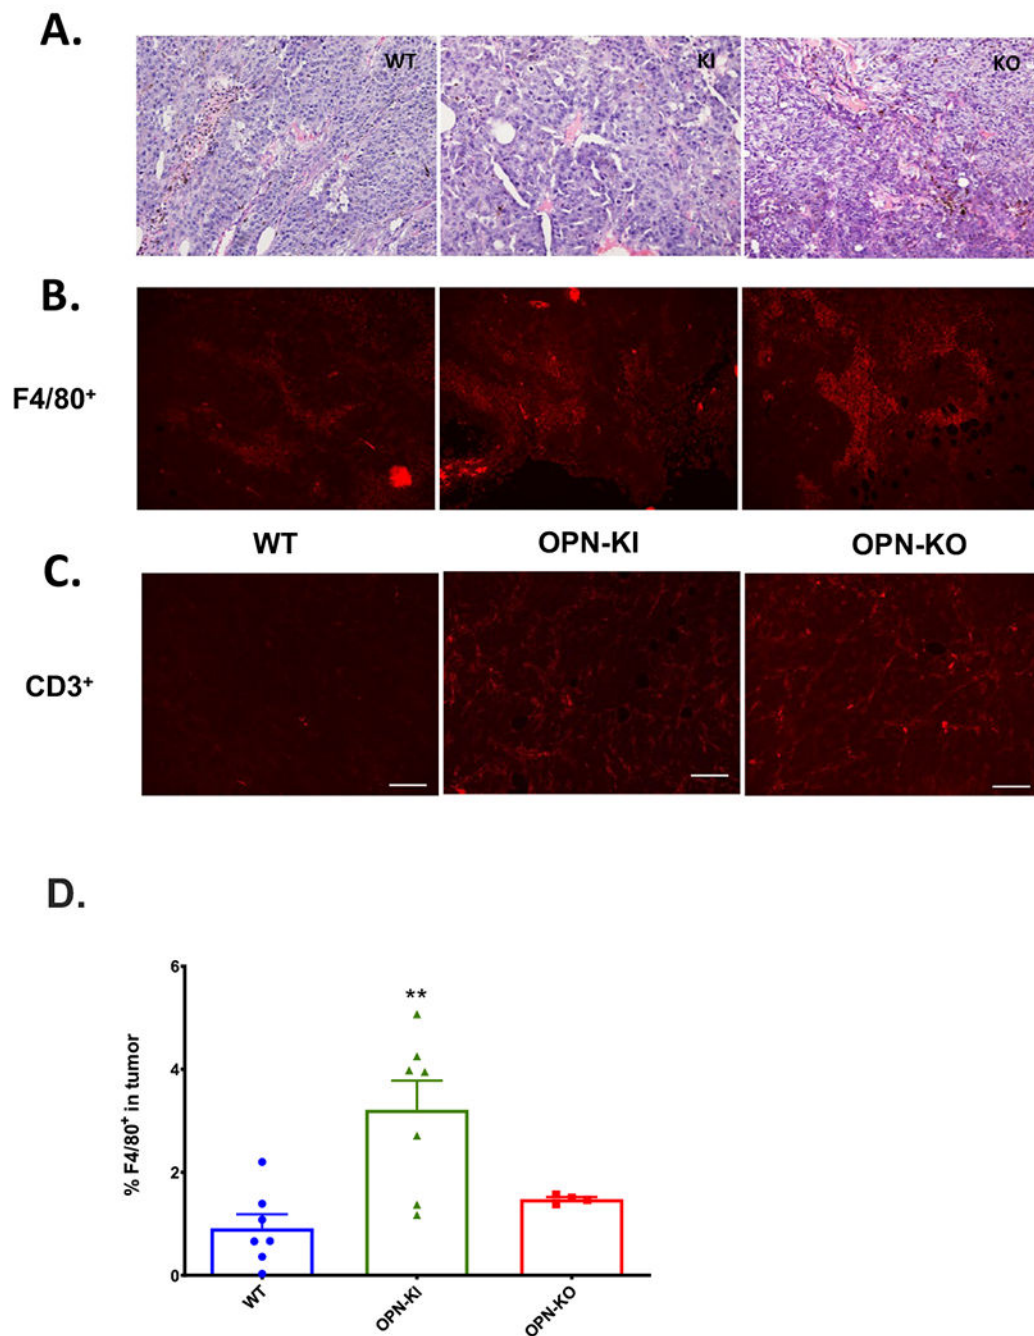 A.
WT
KI
KO
B.
F4/80⁺
WT
OPN-KI
OPN-KO
C.
CD3⁺
D.
6
4
2
0
% F4/80⁺ in tumor
**
WT
OPN-KI
OPN-KO